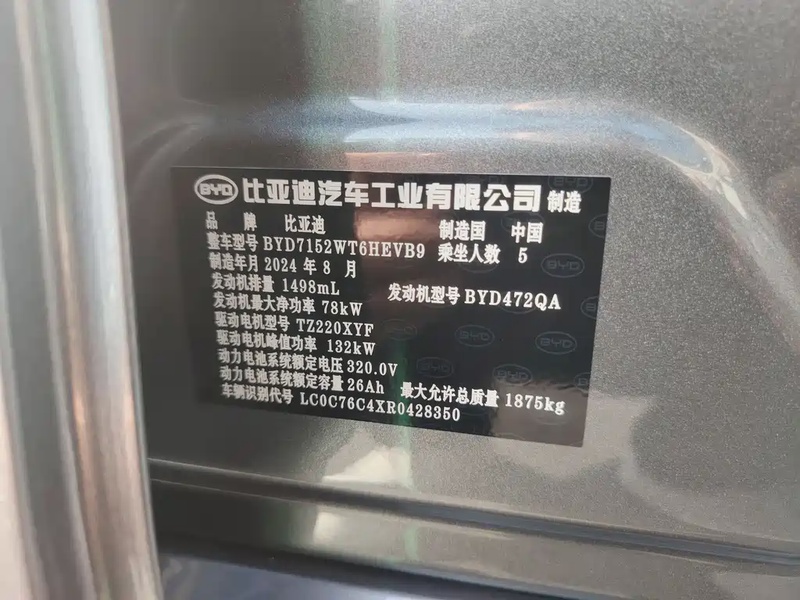 BYD 比亚迪汽车工业有限公司 制造
品 牌 比亚迪 制造国 中国
整车型号 BYD7152WT6HEVB9 乘坐人数 5
制造年月 2024 年 8 月
发动机排量 1498mL 发动机型号 BYD472QA
发动机最大净功率 78kW
驱动电机型号 TZ220XYF
驱动电机峰值功率 132kW
动力电池系统额定电压 320.0V
动力电池系统额定容量 26Ah 最大允许总质量 1875kg
车辆识别代号 LC0C76C4XR0428350